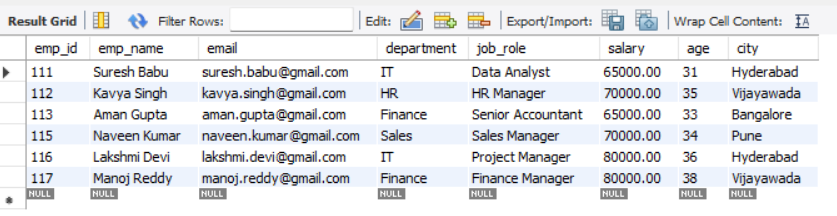 Result Grid Filter Rows: Edit: Export/Import: Wrap Cell Content:
emp_id emp_name email department job_role salary age city
111 Suresh Babu suresh.babu@gmail.com IT Data Analyst 65000.00 31 Hyderabad
112 Kavya Singh kavya.singh@gmail.com HR HR Manager 70000.00 35 Vijayawada
113 Aman Gupta aman.gupta@gmail.com Finance Senior Accountant 65000.00 33 Bangalore
115 Naveen Kumar naveen.kumar@gmail.com Sales Sales Manager 70000.00 34 Pune
116 Lakshmi Devi lakshmi.devi@gmail.com IT Project Manager 80000.00 36 Hyderabad
117 Manoj Reddy manoj.reddy@gmail.com Finance Finance Manager 80000.00 38 Vijayawada
NULL NULL NULL NULL NULL NULL NULL NULL